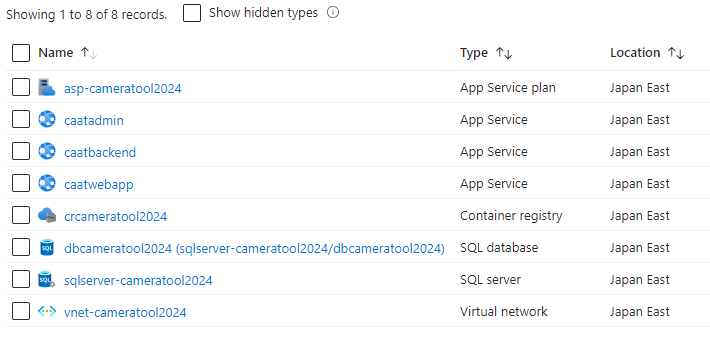 Showing 1 to 8 of 8 records. Show hidden types
Name Type Location
asp-cameratool2024 App Service plan Japan East
caatadmin App Service Japan East
caatbackend App Service Japan East
caatwebapp App Service Japan East
crcameratool2024 Container registry Japan East
SQL dbcameratool2024 (sqlserver-cameratool2024/dbcameratool2024) SQL database Japan East
SQL sqlserver-cameratool2024 SQL server Japan East
vnet-cameratool2024 Virtual network Japan East